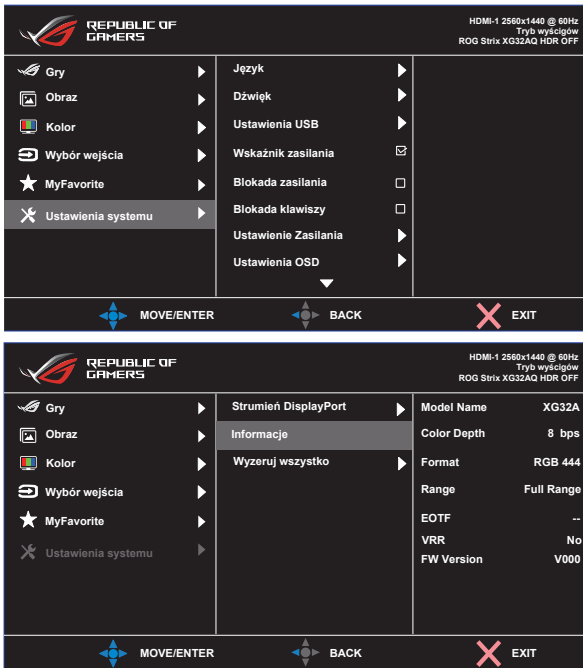 REPUBLIC OF
GAMERS
HDMI-1 2560x1440 @ 60Hz
Tryb wyścigów
ROG Strix XG32AQ HDR OFF
Gry
Obraz
Kolor
Wybór wejścia
MyFavorite
Ustawienia systemu
Język
Dźwięk
Ustawienia USB
Wskaźnik zasilania
Blokada zasilania
Blokada klawiszy
Ustawienie Zasilania
Ustawienia OSD
MOVE/ENTER
BACK
EXIT
REPUBLIC OF
GAMERS
HDMI-1 2560x1440 @ 60Hz
Tryb wyścigów
ROG Strix XG32AQ HDR OFF
Gry
Obraz
Kolor
Wybór wejścia
MyFavorite
Ustawienia systemu
Strumień DisplayPort
Informacje
Wyzeruj wszystko
Model Name XG32A
Color Depth 8 bps
Format RGB 444
Range Full Range
EOTF --
VRR No
FW Version V000
MOVE/ENTER
BACK
EXIT